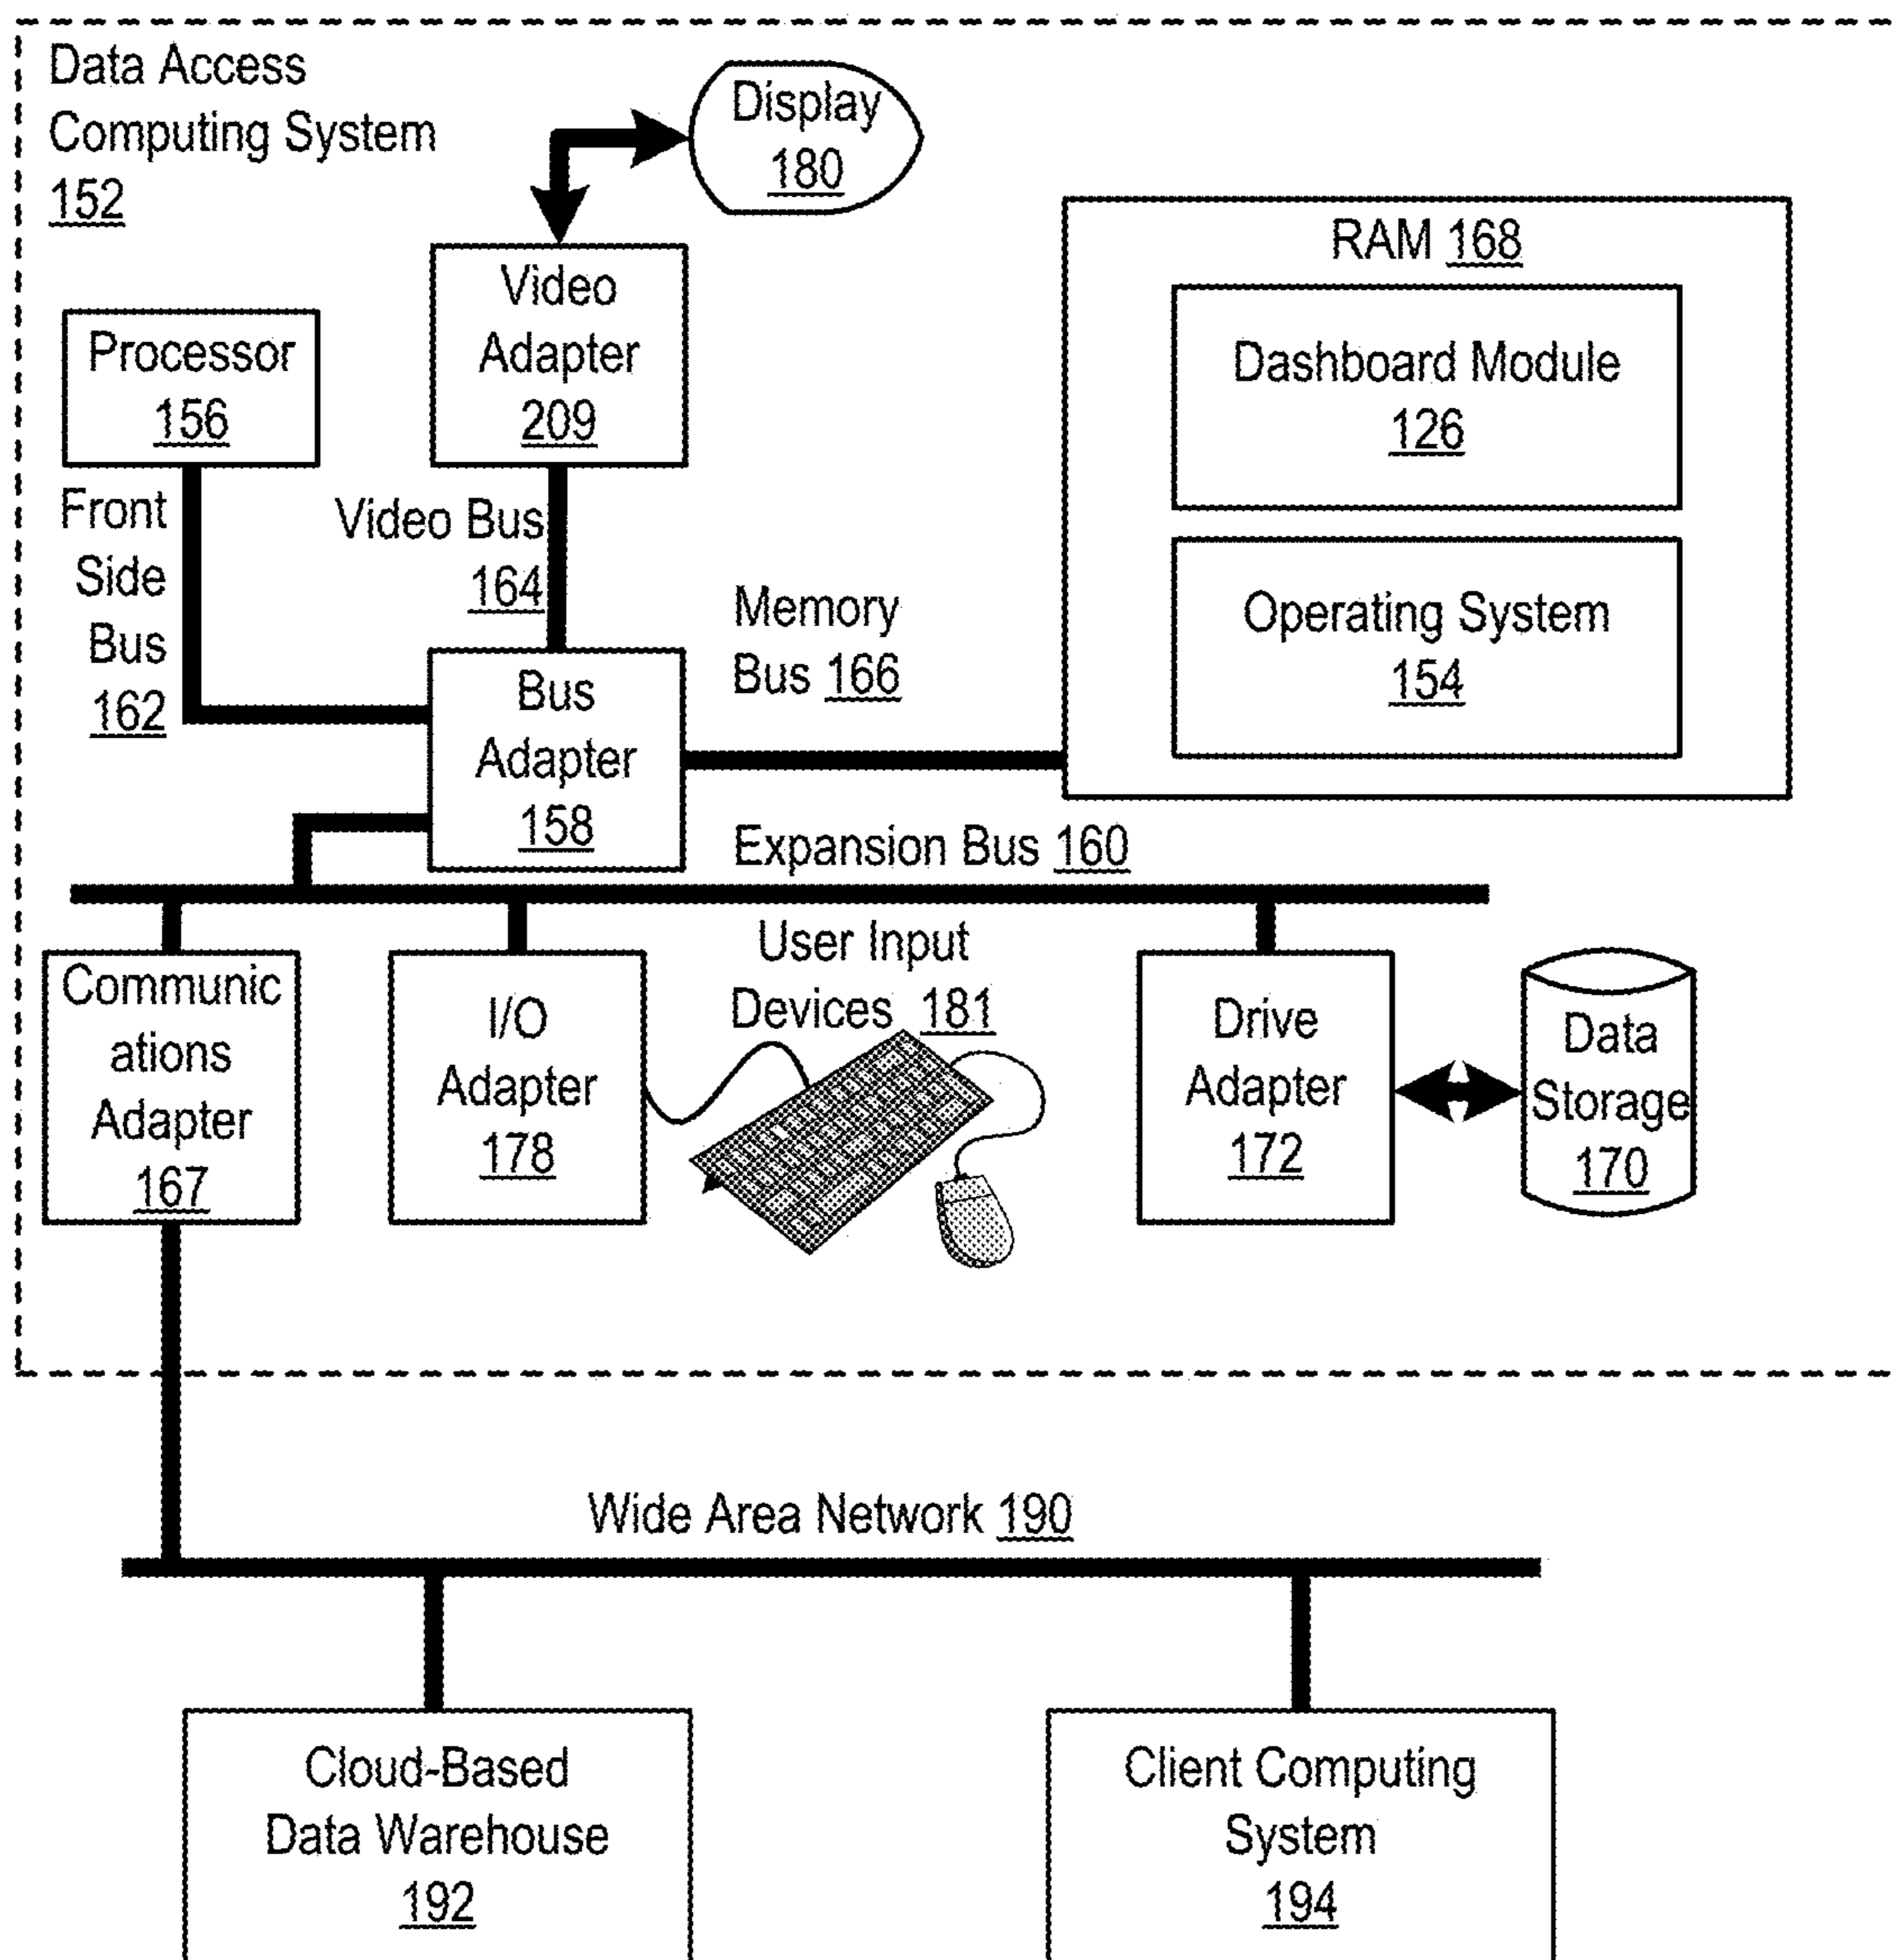 Data Access
Computing System
152
Display
180
Video
Adapter
209
Processor
156
RAM 168
Dashboard Module
126
Operating System
154
Front
Side
Bus
162
Video Bus
164
Memory
Bus 166
Bus
Adapter
158
Expansion Bus 160
Communic
ations
Adapter
167
I/O
Adapter
178
User Input
Devices 181
Drive
Adapter
172
Data
Storage
170
Wide Area Network 190
Cloud-Based
Data Warehouse
192
Client Computing
System
194